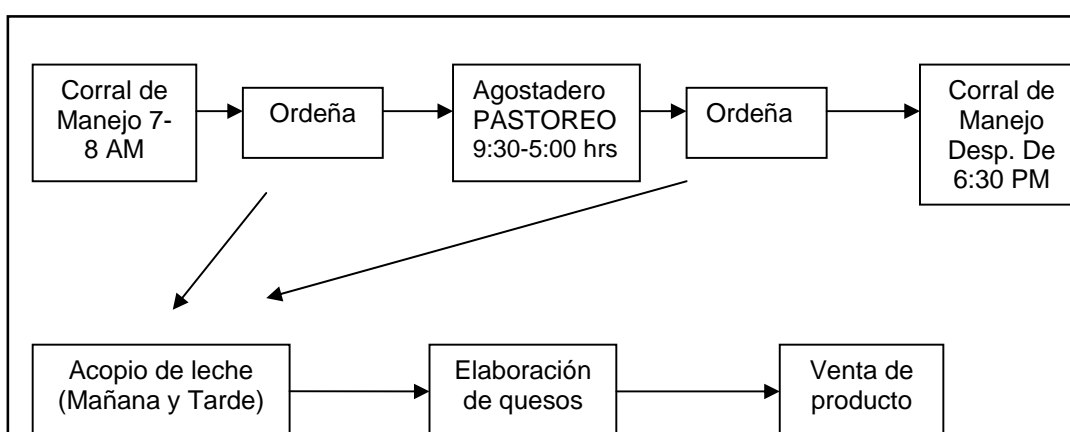 Corral de
Manejo 7-
8 AM
Ordeña
Agostadero
PASTOREO
9:30-5:00 hrs
Ordeña
Corral de
Manejo
Desp. De
6:30 PM
Acopio de leche
(Mañana y Tarde)
Elaboración
de quesos
Venta de
producto